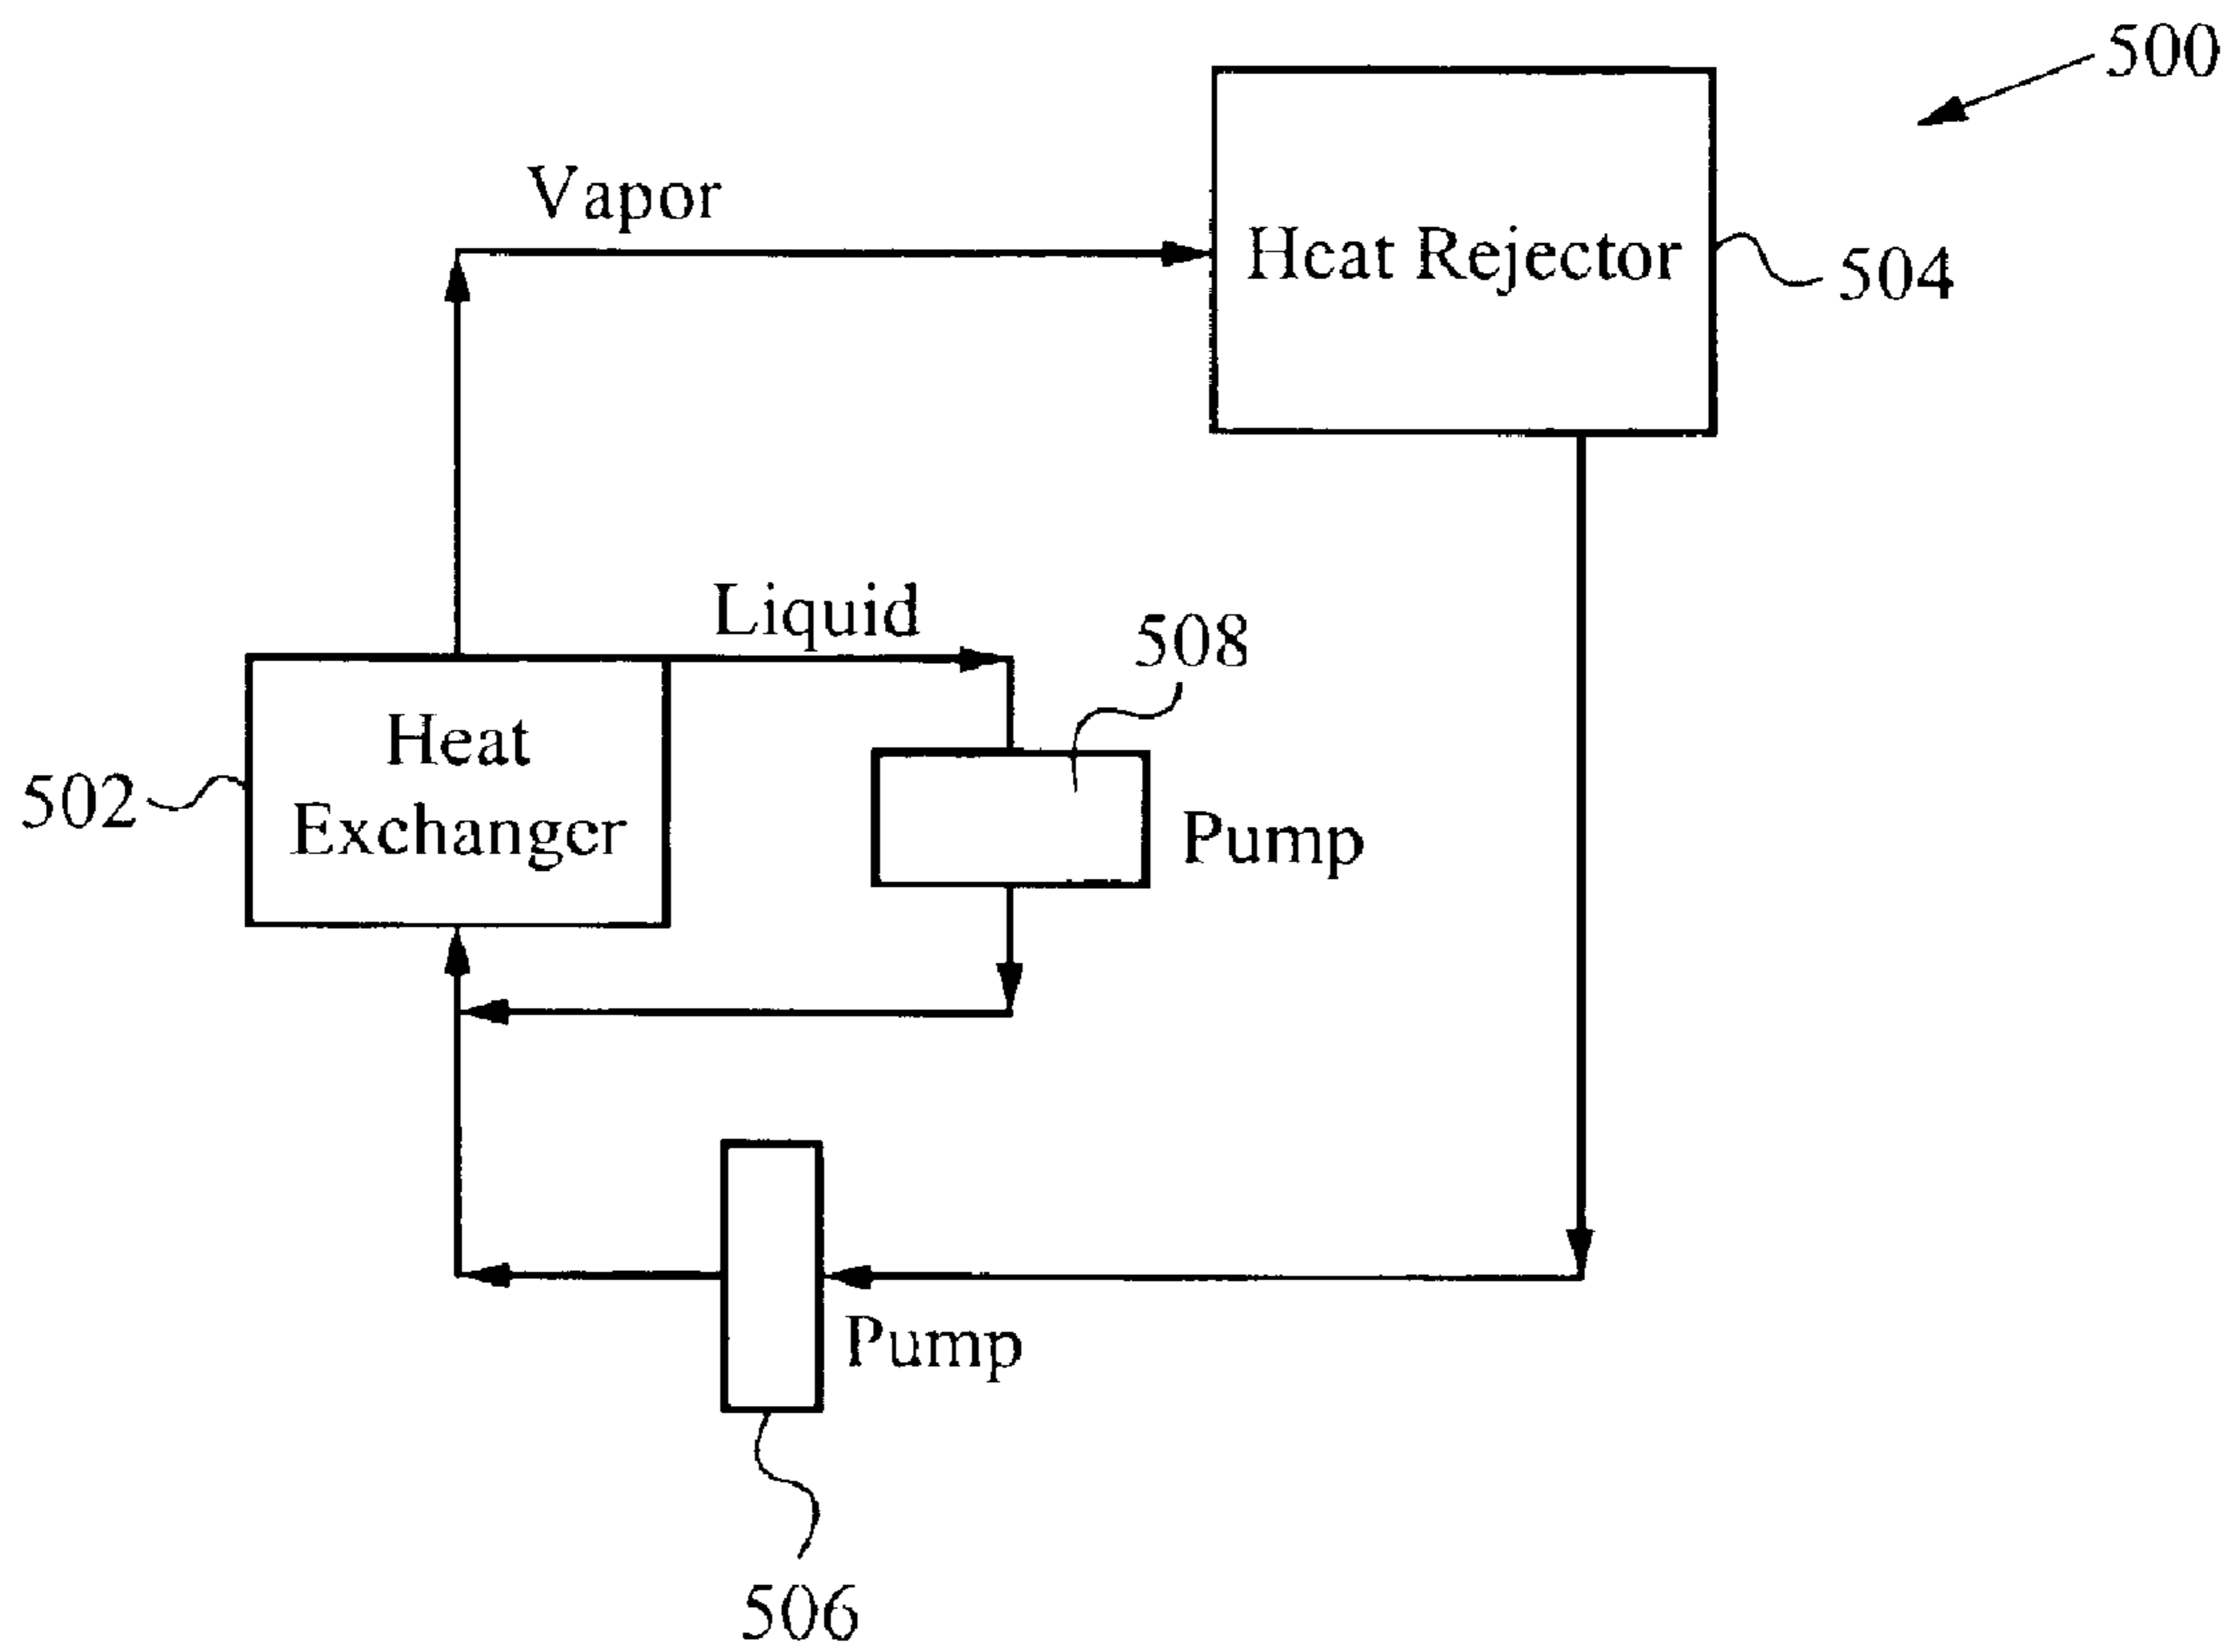 500
Vapor
Heat Rejector
504
Liquid
508
Heat
Exchanger
502
Pump
Pump
506